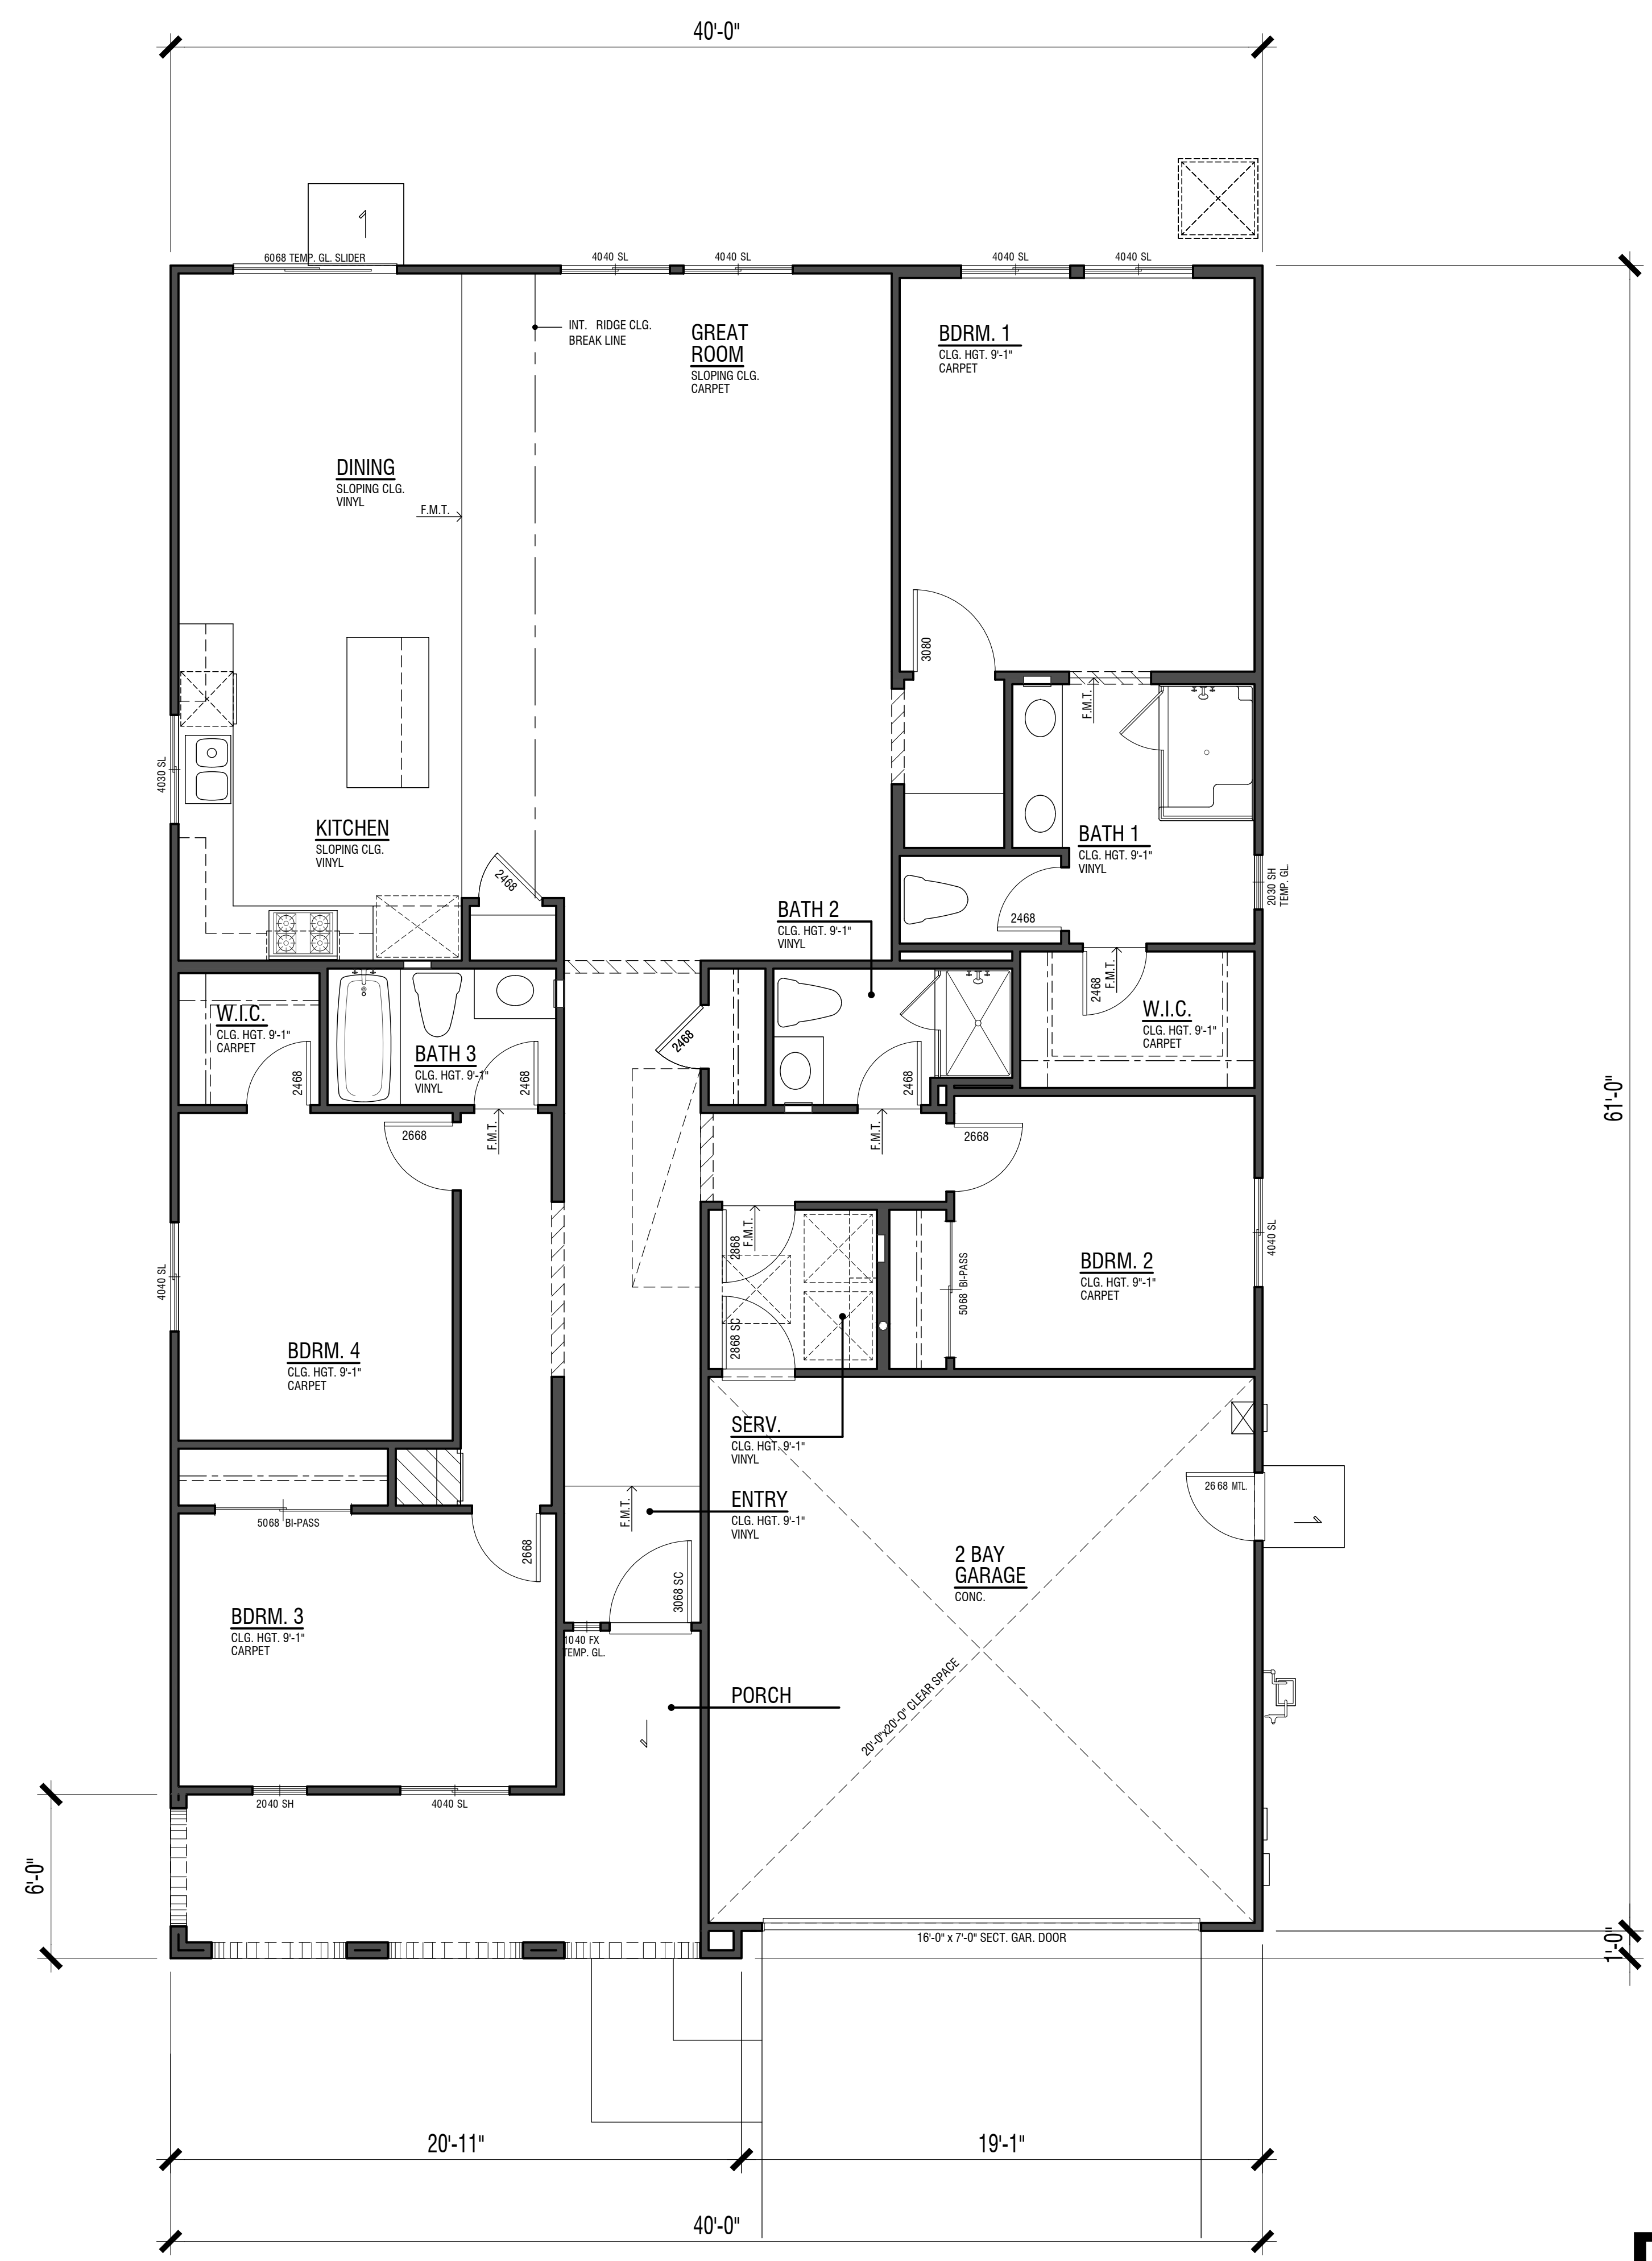 40'-0"
6068 TEMP. GL. SLIDER
4040 SL
4040 SL
4040 SL
4040 SL
INT. RIDGE CLG.
BREAK LINE
GREAT
ROOM
SLOPING CLG.
CARPET
BDRM. 1
CLG. HGT. 9'-1"
CARPET
DINING
SLOPING CLG.
VINYL
F.M.T.
3080
F.M.T.
4030 SL
KITCHEN
SLOPING CLG.
VINYL
BATH 1
CLG. HGT. 9'-1"
VINYL
2030 SH
TEMP. GL.
2468
BATH 2
CLG. HGT. 9'-1"
VINYL
2468
2468
F.M.T.
W.I.C.
CLG. HGT. 9'-1"
CARPET
W.I.C.
CLG. HGT. 9'-1"
CARPET
2468
BATH 3
CLG. HGT. 9'-1"
VINYL
2468
2468
2468
61'-0"
2668
F.M.T.
F.M.T.
2668
2868
F.M.T.
4040 SL
4040 SL
BDRM. 2
CLG. HGT. 9"-1"
CARPET
5068 BI-PASS
2868 SC
BDRM. 4
CLG. HGT. 9'-1"
CARPET
SERV.
CLG. HGT. 9'-1"
VINYL
2668 MTL.
ENTRY
CLG. HGT. 9'-1"
VINYL
F.M.T.
5068 BI-PASS
2668
2 BAY
GARAGE
CONC.
3068 SC
BDRM. 3
CLG. HGT. 9'-1"
CARPET
1040 FX
TEMP. GL.
PORCH
20'-0"x20'-0" CLEAR SPACE
2040 SH
4040 SL
6'-0"
16'-0" x 7'-0" SECT. GAR. DOOR
1'-0"
20'-11"
19'-1"
40'-0"